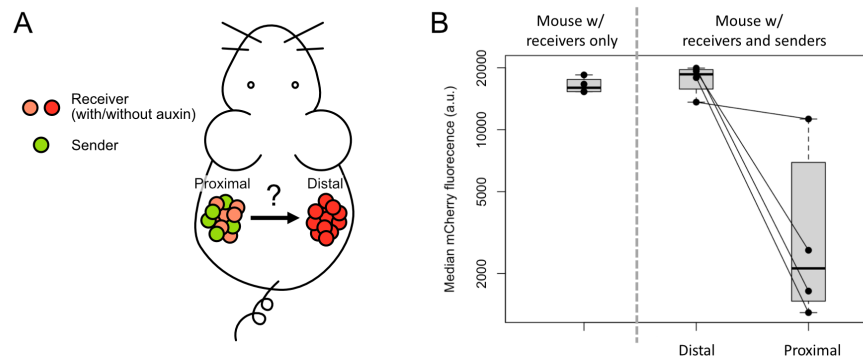 A
Receiver
(with/without auxin)
Sender
Proximal
Distal
?
B
Mouse w/
receivers only
Mouse w/
receivers and senders
Median mCherry fluorecence (a.u.)
20000
10000
5000
2000
Distal
Proximal